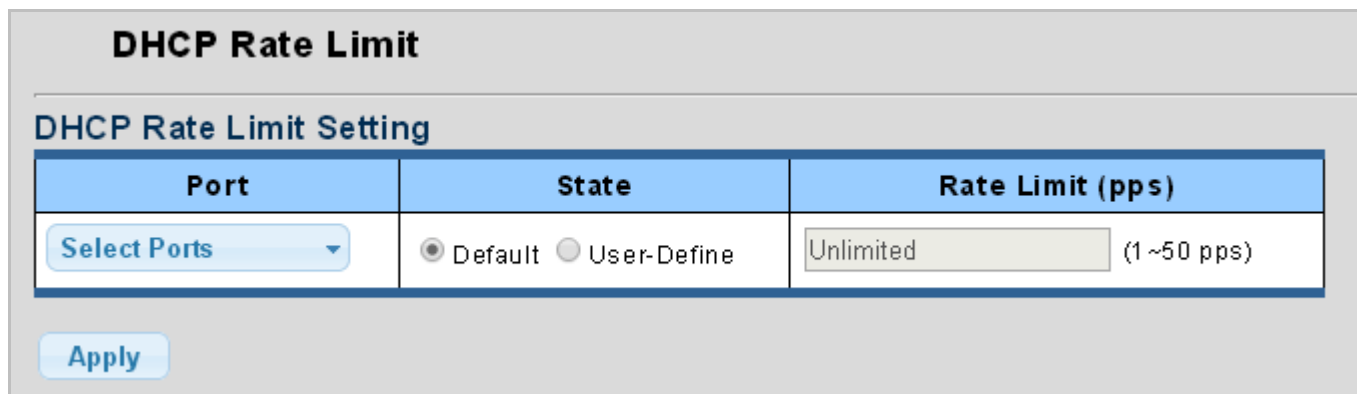 DHCP Rate Limit
DHCP Rate Limit Setting
Port State Rate Limit (pps)
Select Ports Default User-Define Unlimited (1~50 pps)
Apply